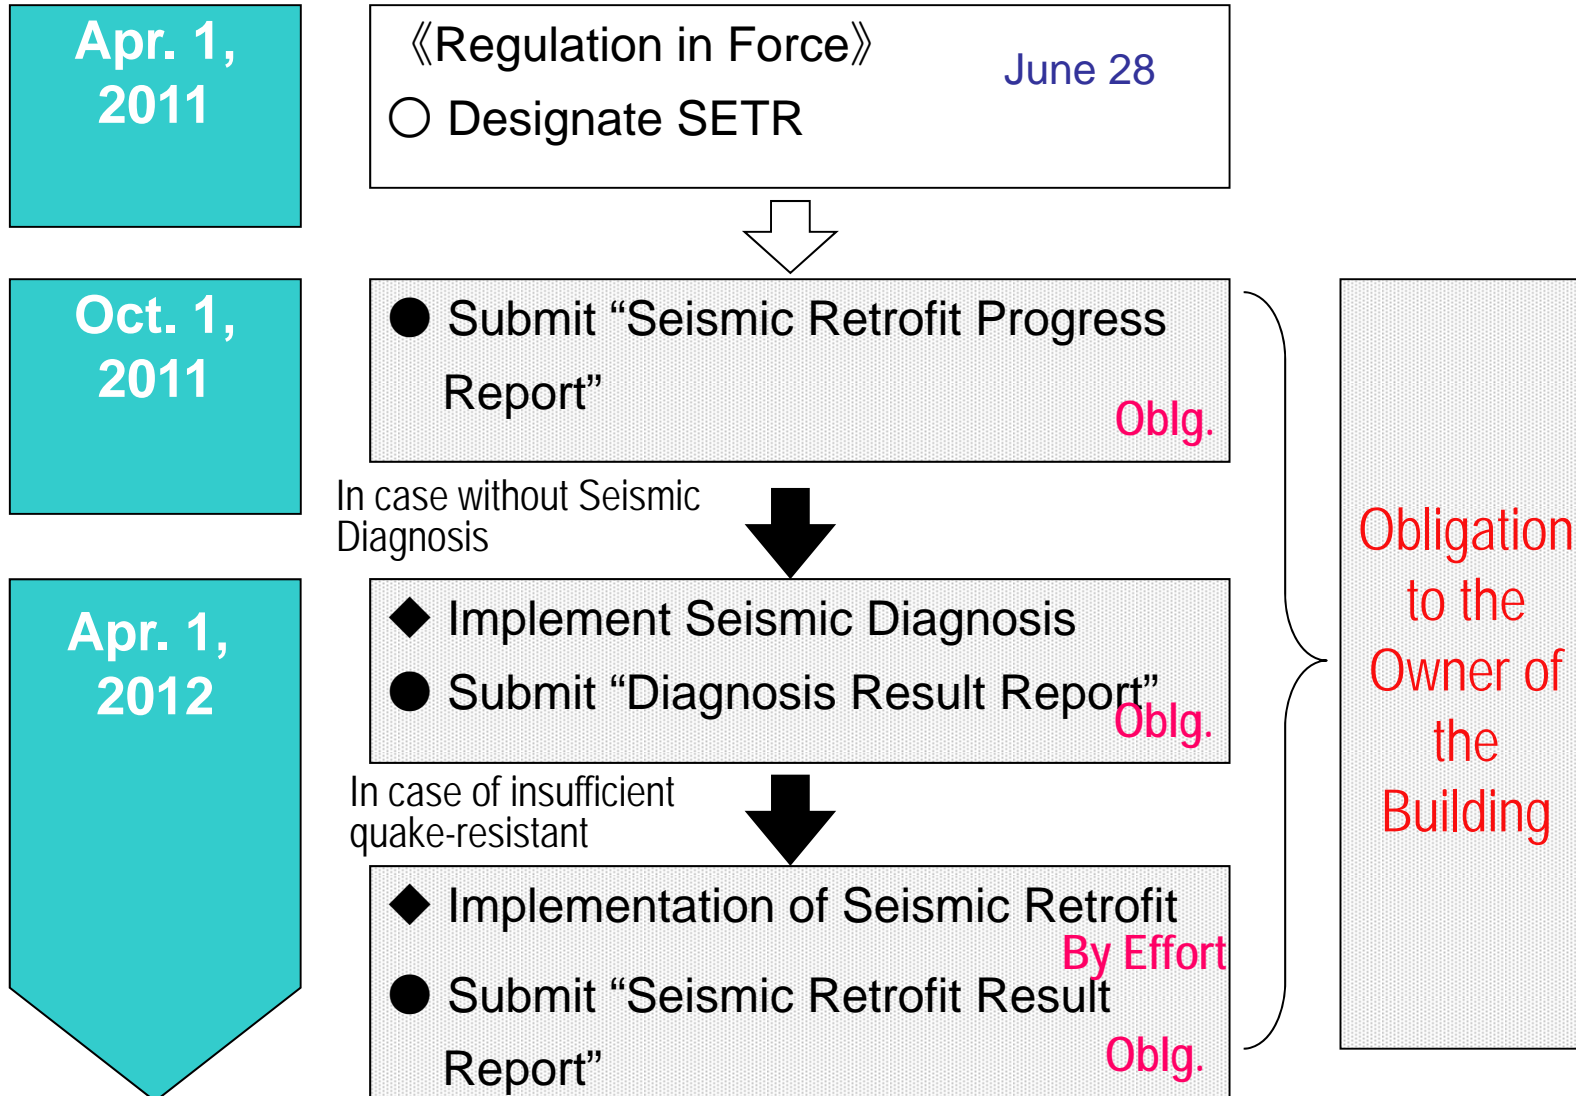 Apr. 1,
2011
《Regulation in Force》
June 28
○ Designate SETR
Oct. 1,
2011
● Submit “Seismic Retrofit Progress
Report”
Oblg.
In case without Seismic
Diagnosis
Apr. 1,
2012
◆ Implement Seismic Diagnosis
● Submit “Diagnosis Result Report”
Oblg.
In case of insufficient
quake-resistant
◆ Implementation of Seismic Retrofit
By Effort
● Submit “Seismic Retrofit Result
Report”
Oblg.
Obligation
to the
Owner of
the
Building